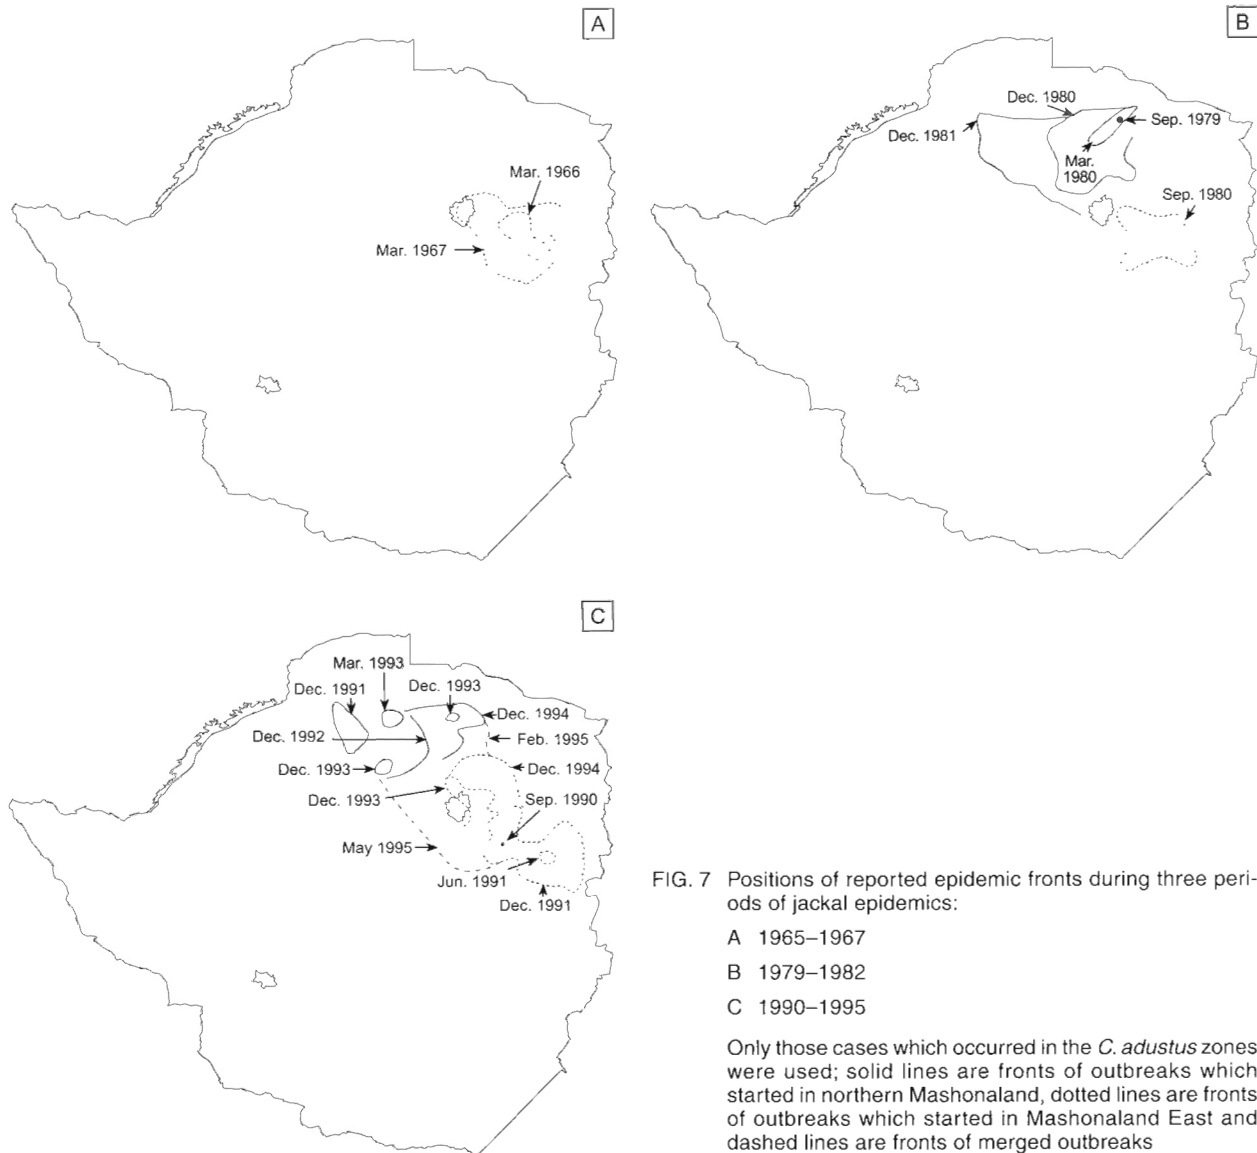 A
Mar. 1966
Mar. 1967
B
Dec. 1980
Sep. 1979
Dec. 1981
Mar.
1980
Sep. 1980
C
Mar. 1993
Dec. 1991
Dec. 1993
Dec. 1994
Dec. 1992
Feb. 1995
Dec. 1993
Dec. 1994
Dec. 1993
Sep. 1990
May 1995
Jun. 1991
Dec. 1991
FIG. 7 Positions of reported epidemic fronts during three peri-
ods of jackal epidemics:
A 1965–1967
B 1979–1982
C 1990–1995
Only those cases which occurred in the C. adustus zones
were used; solid lines are fronts of outbreaks which
started in northern Mashonaland, dotted lines are fronts
of outbreaks which started in Mashonaland East and
dashed lines are fronts of merged outbreaks